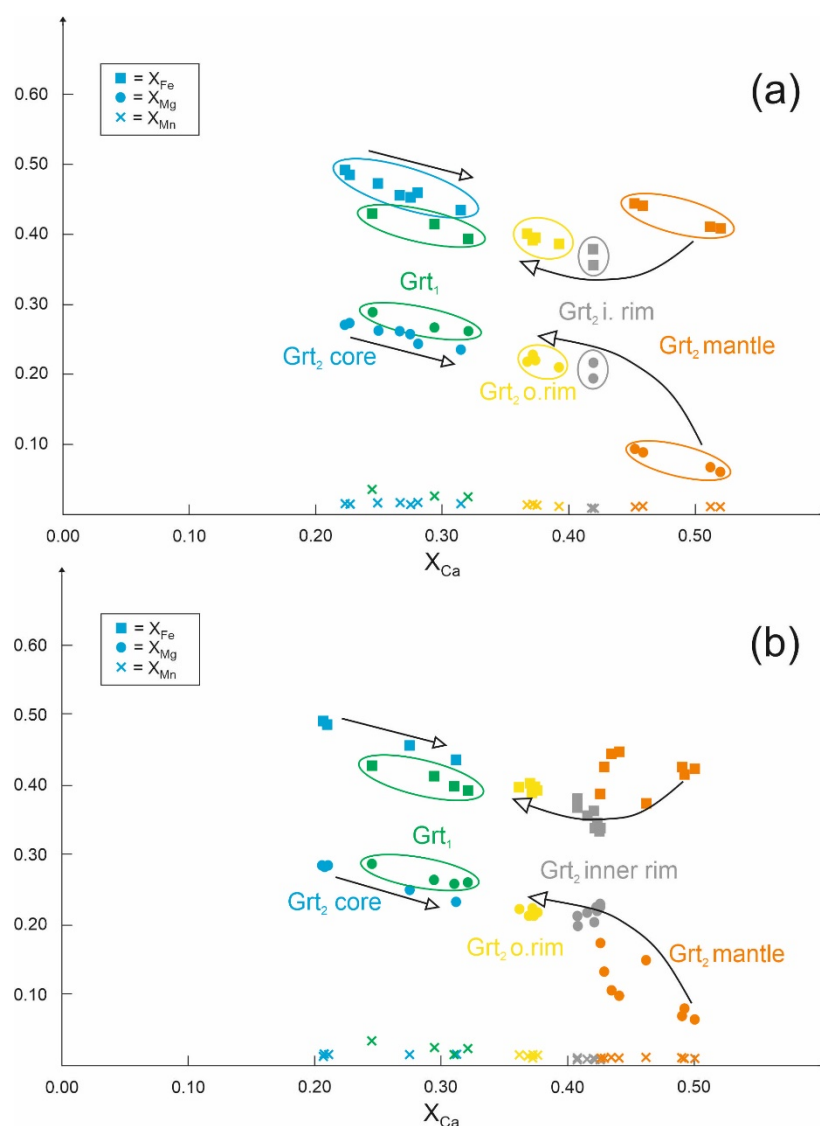 (a)
■ = XFe
● = XMg
× = XMn
0.60
0.50
0.40
0.30
0.20
0.10
Grt1
Grt2 core
Grt2 i. rim
Grt2 o.rim
Grt2 mantle
0.00 0.10 0.20 0.30 0.40 0.50
XCa
(b)
■ = XFe
● = XMg
× = XMn
0.60
0.50
0.40
0.30
0.20
0.10
Grt1
Grt2 core
Grt2 inner rim
Grt2 o.rim
Grt2 mantle
0.00 0.10 0.20 0.30 0.40 0.50
XCa